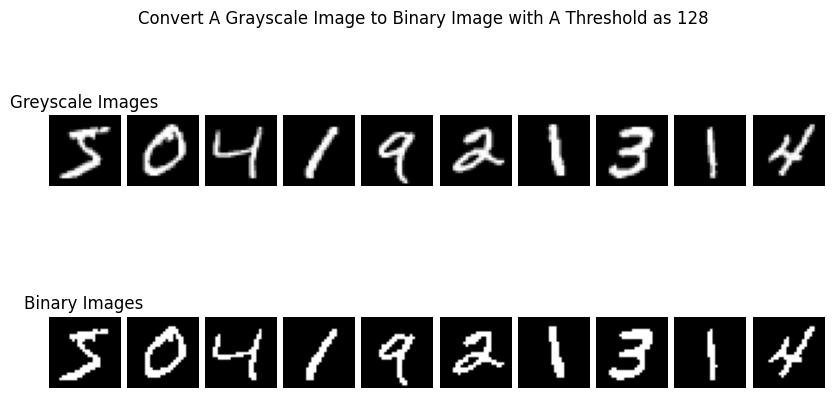 Convert A Grayscale Image to Binary Image with A Threshold as 128
Greyscale Images
5 0 4 1 9 2 1 3 1 4
Binary Images
5 0 4 1 9 2 1 3 1 4